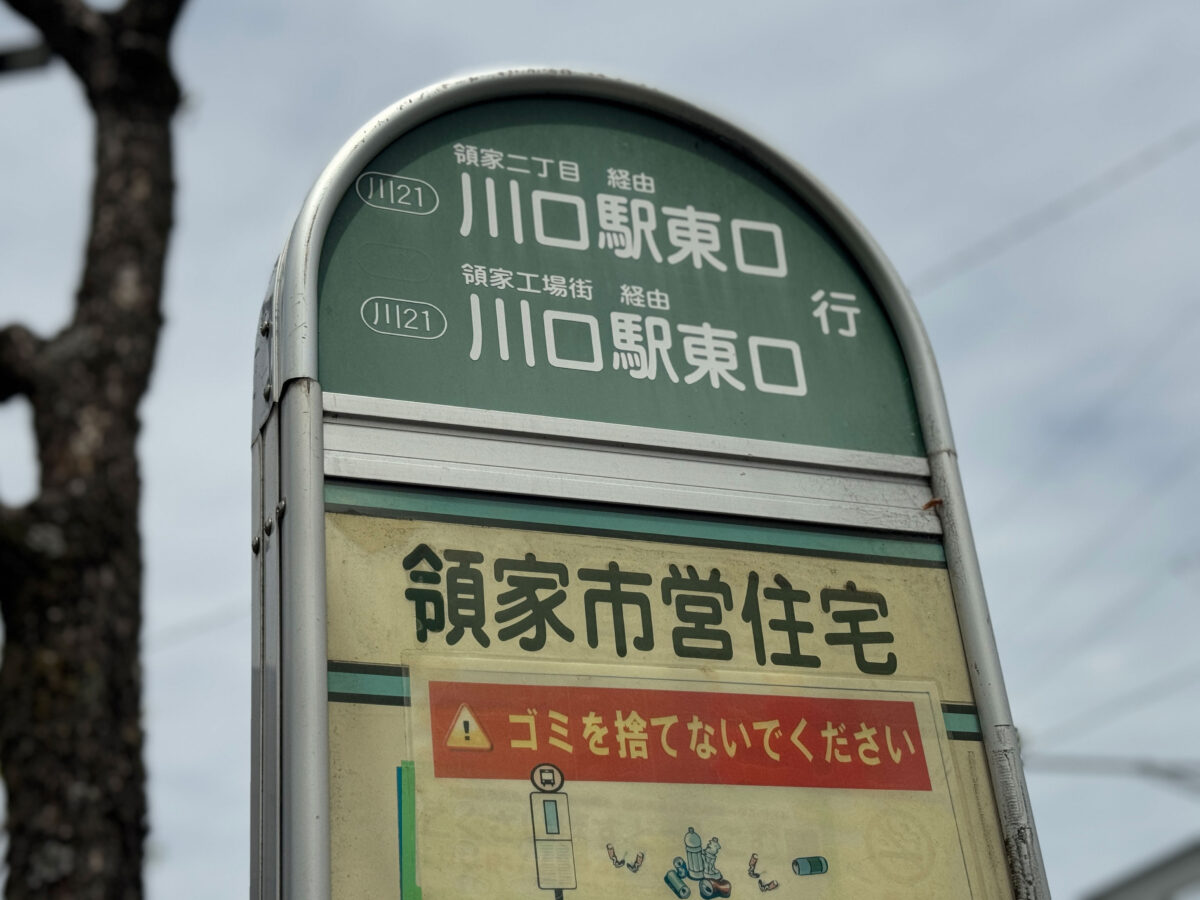 領家二丁目 経由
川21 川口駅東口
領家工場街 経由
川21 川口駅東口 行
領家市営住宅
ゴミを捨てないでください